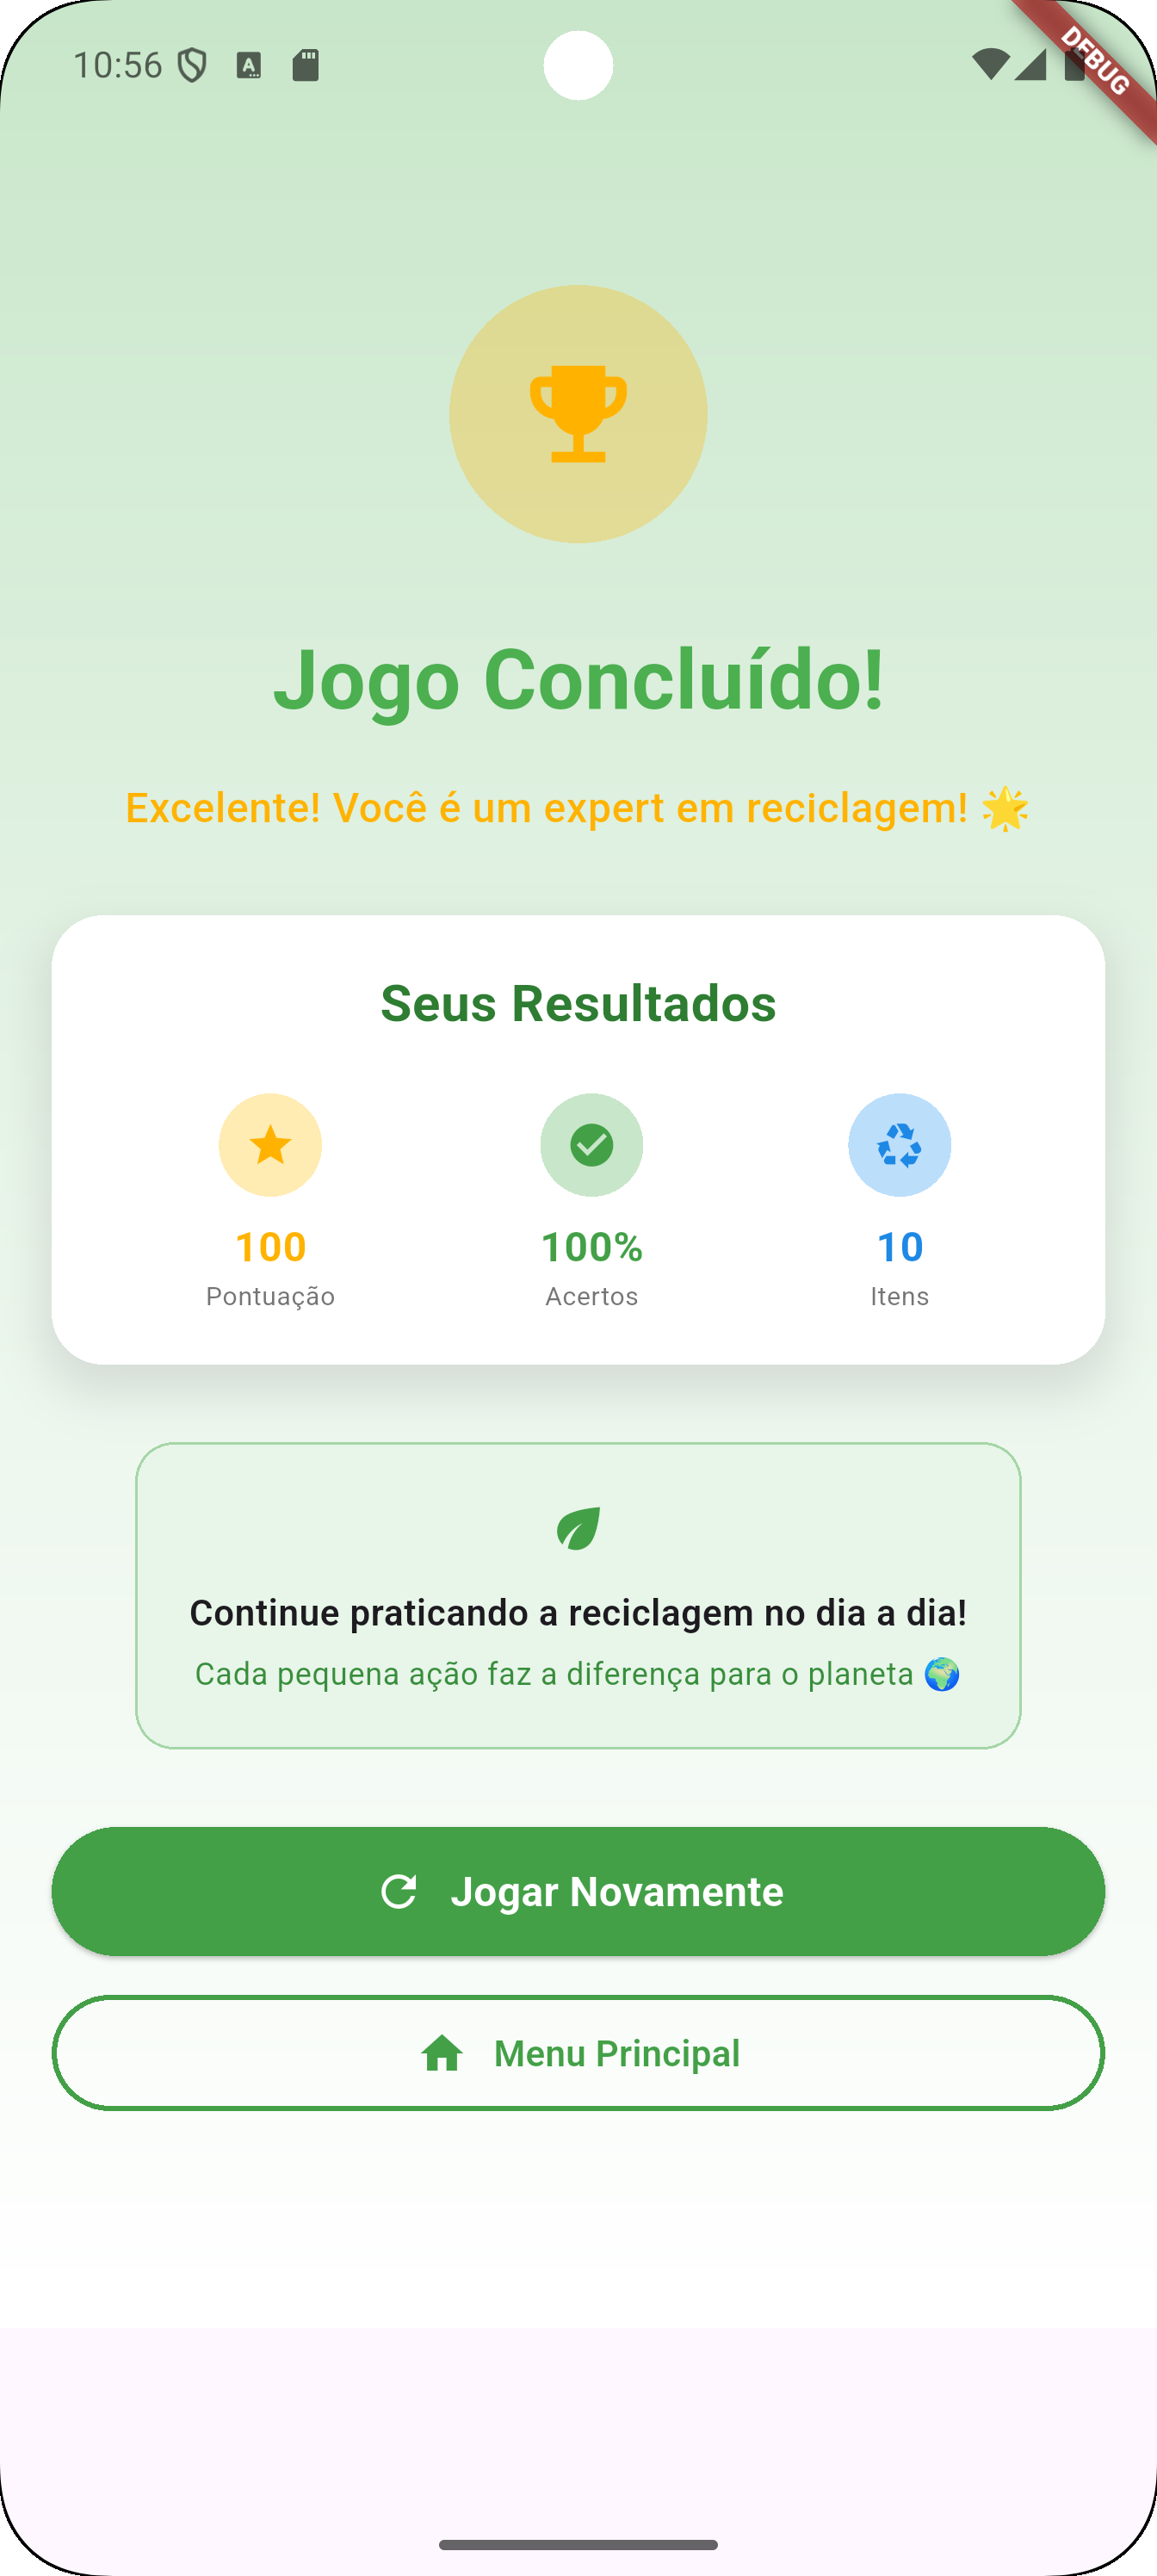 10:56
DEBUG
Jogo Concluído!
Excelente! Você é um expert em reciclagem! 🌟
Seus Resultados
100
100%
10
Pontuação
Acertos
Itens
Continue praticando a reciclagem no dia a dia!
Cada pequena ação faz a diferença para o planeta 🌍
Jogar Novamente
Menu Principal